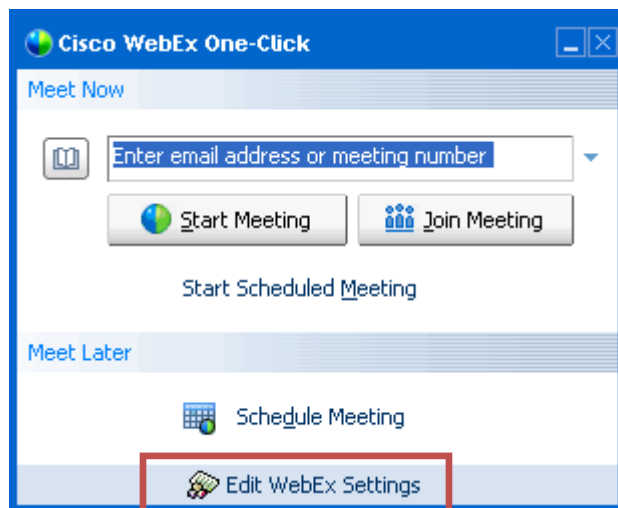 Cisco WebEx One-Click
Meet Now
Enter email address or meeting number
Start Meeting
Join Meeting
Start Scheduled Meeting
Meet Later
Schedule Meeting
Edit WebEx Settings